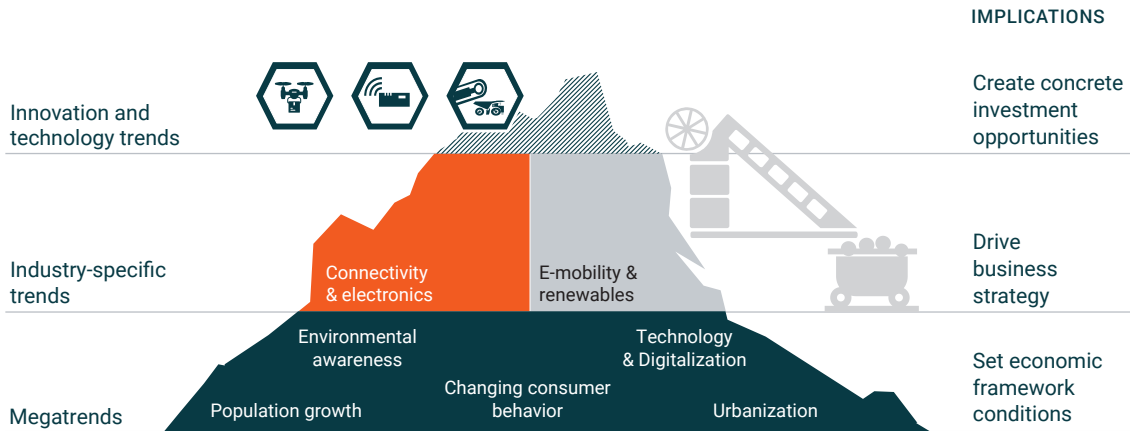 IMPLICATIONS
Innovation and
technology trends
Create concrete
investment
opportunities
Industry-specific
trends
Connectivity
& electronics
E-mobility &
renewables
Drive
business
strategy
Megatrends
Environmental
awareness
Technology
& Digitalization
Population growth
Changing consumer
behavior
Urbanization
Set economic
framework
conditions